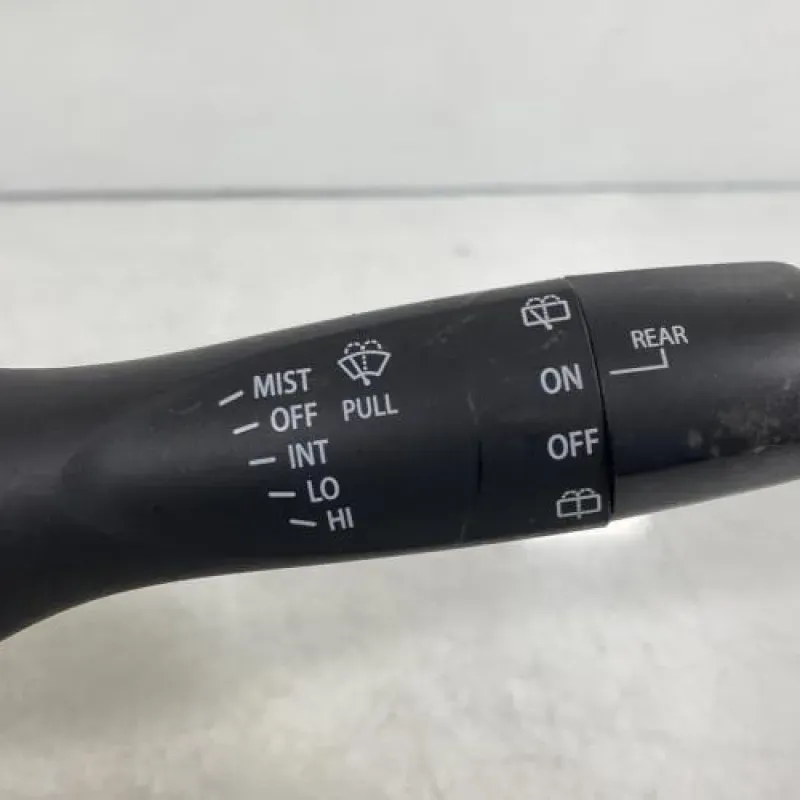 MIST
OFF
INT
LO
HI
PULL
ON
OFF
REAR